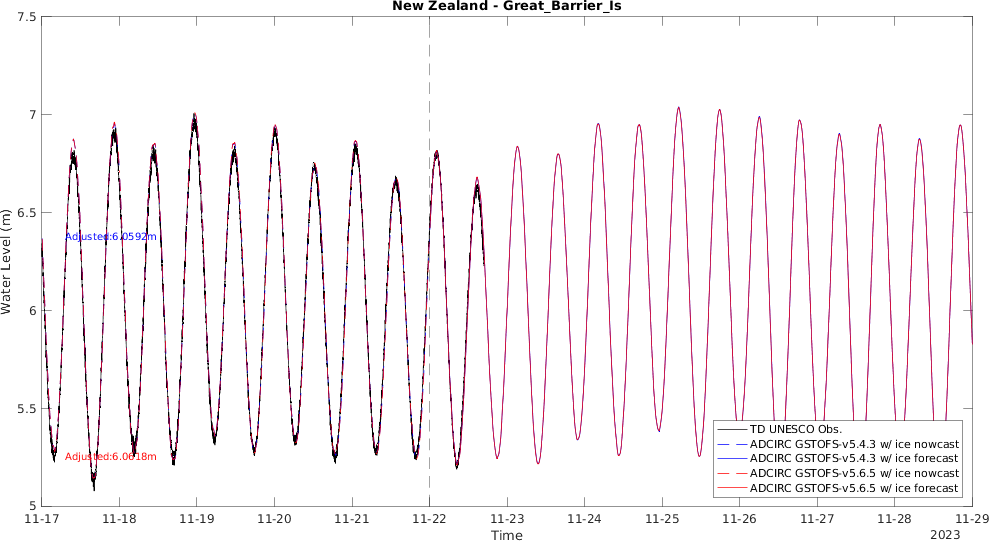 New Zealand - Great_Barrier_Is
7.5
7
6.5
6
5.5
5
Water Level (m)
Adjusted:6.0592m
Adjusted:6.0618m
TD UNESCO Obs.
ADCIRC GSTOFS-v5.4.3 w/ ice nowcast
ADCIRC GSTOFS-v5.4.3 w/ ice forecast
ADCIRC GSTOFS-v5.6.5 w/ ice nowcast
ADCIRC GSTOFS-v5.6.5 w/ ice forecast
11-17 11-18 11-19 11-20 11-21 11-22 11-23 11-24 11-25 11-26 11-27 11-28 11-29
Time
2023